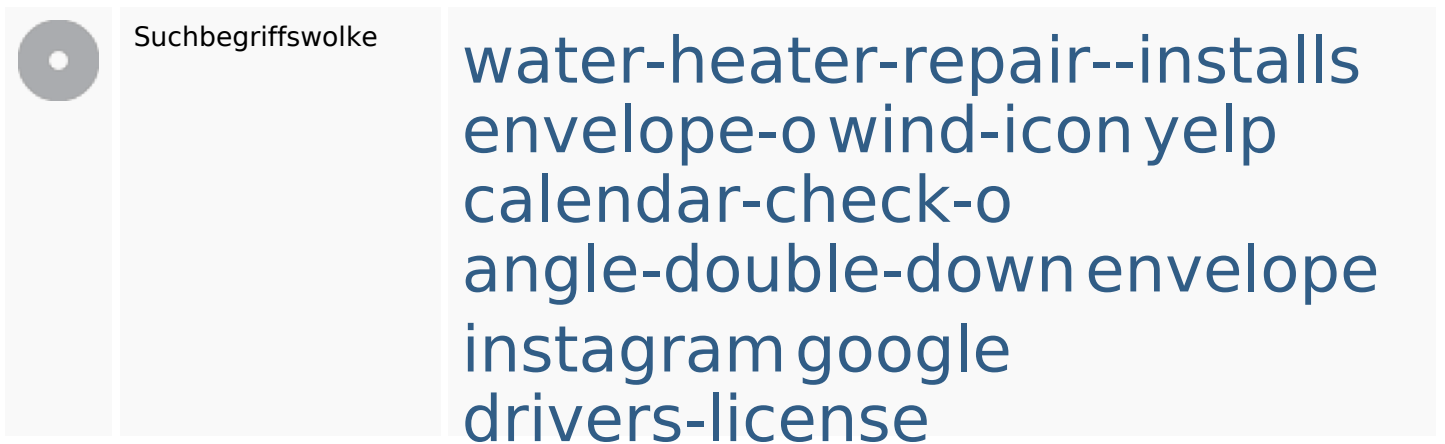 Suchbegriffswolke
water-heater-repair--installs
envelope-o wind-icon yelp
calendar-check-o
angle-double-down envelope
instagram google
drivers-license